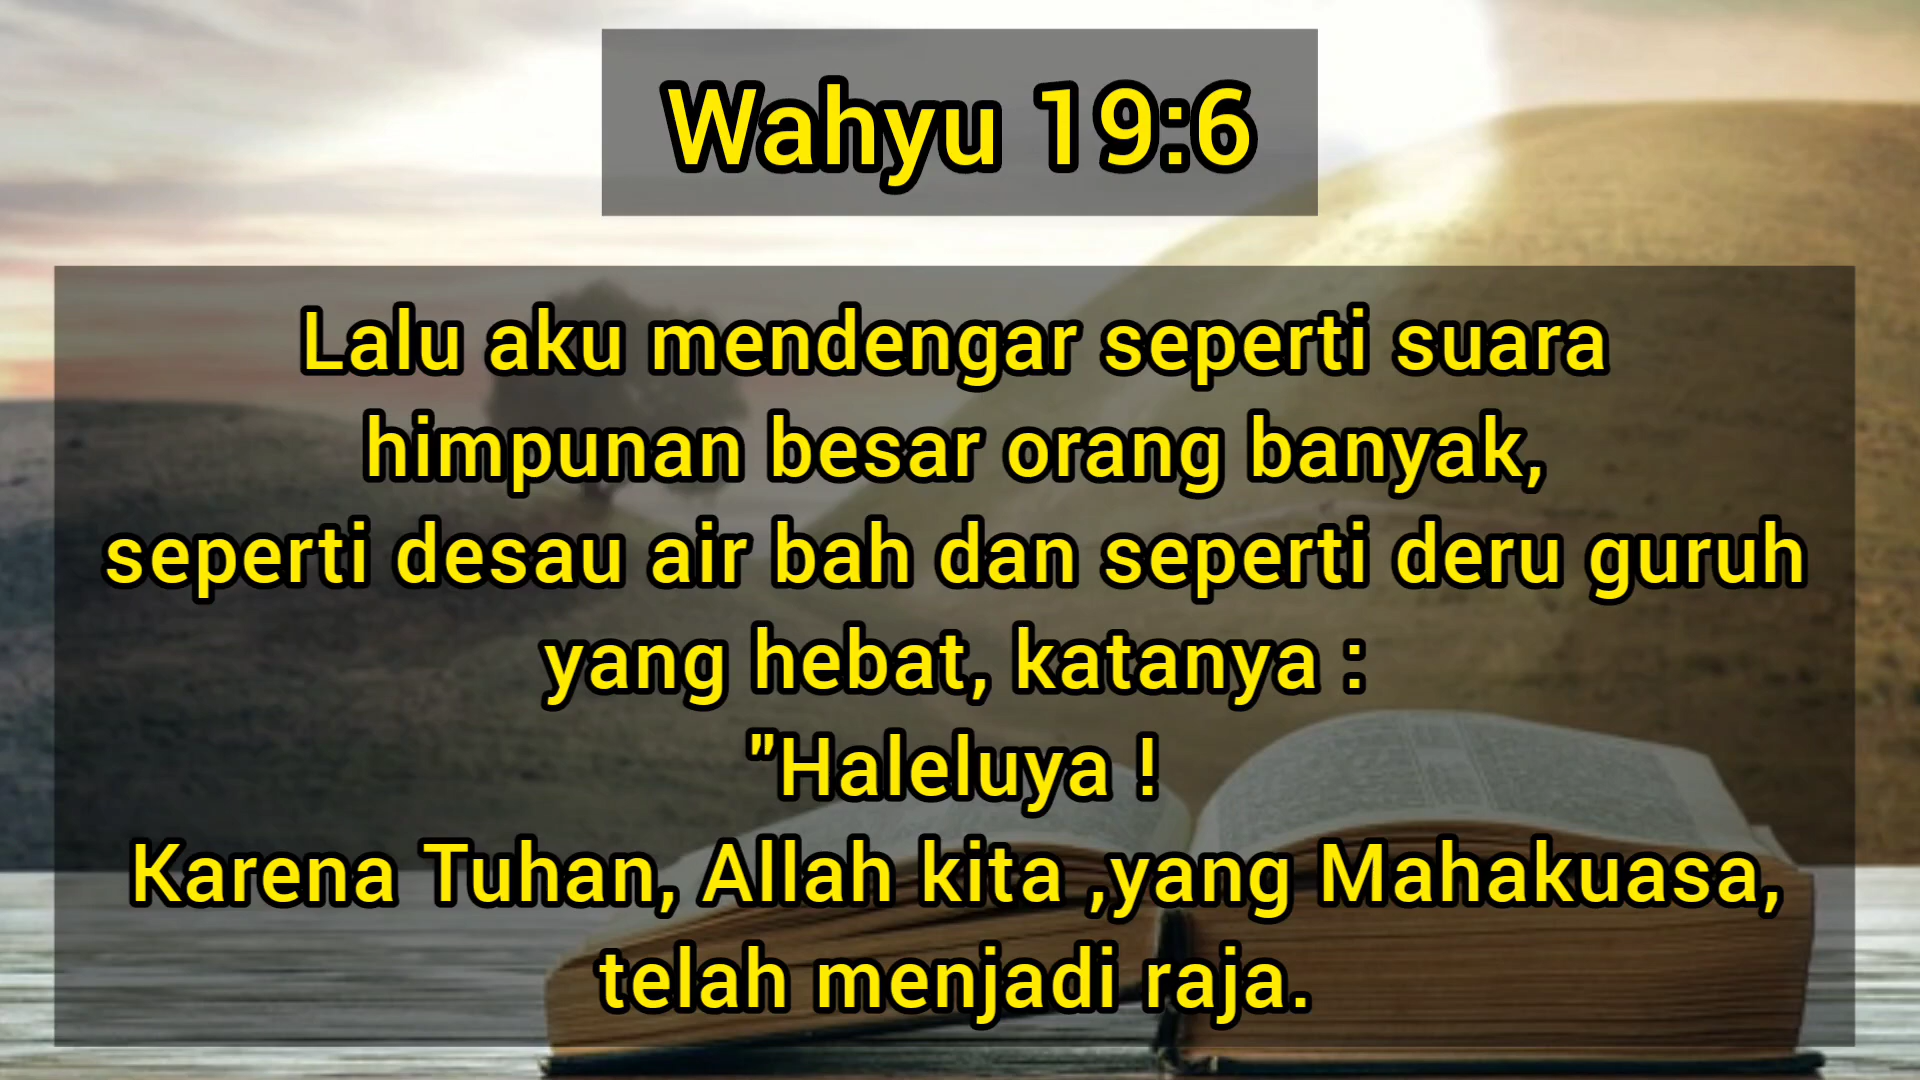 Wahyu 19:6
Lalu aku mendengar seperti suara
himpunan besar orang banyak,
seperti desau air bah dan seperti deru guruh
yang hebat, katanya :
"Haleluya !
Karena Tuhan, Allah kita ,yang Mahakuasa,
telah menjadi raja.